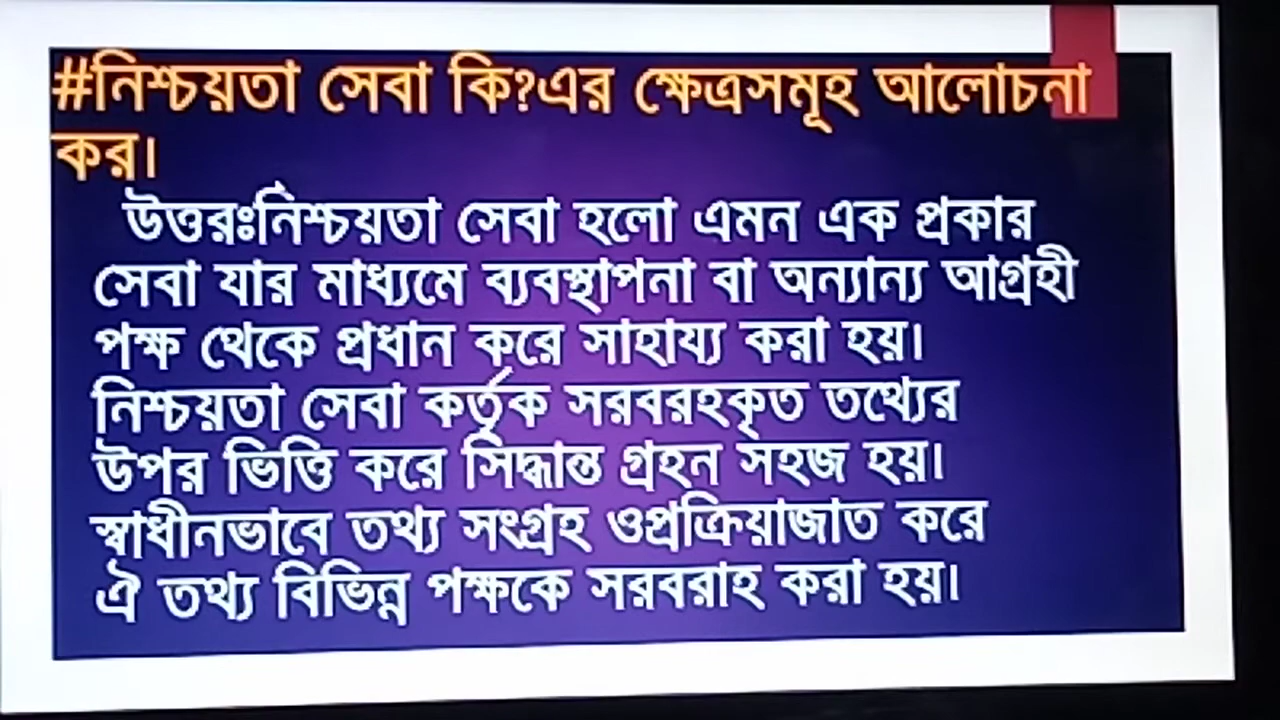 #নিশ্চয়তা সেবা কি?এর ক্ষেত্রসমূহ আলোচনা
কর।
উত্তরঃনিশ্চয়তা সেবা হলো এমন এক প্রকার
সেবা যার মাধ্যমে ব্যবস্থাপনা বা অন্যান্য আগ্রহী
পক্ষ থেকে প্রধান করে সাহায্য করা হয়।
নিশ্চয়তা সেবা কর্তৃক সরবরহকৃত তথ্যের
উপর ভিত্তি করে সিদ্ধান্ত গ্রহন সহজ হয়।
স্বাধীনভাবে তথ্য সংগ্রহ ওপ্রক্রিয়াজাত করে
ঐ তথ্য বিভিন্ন পক্ষকে সরবরাহ করা হয়।